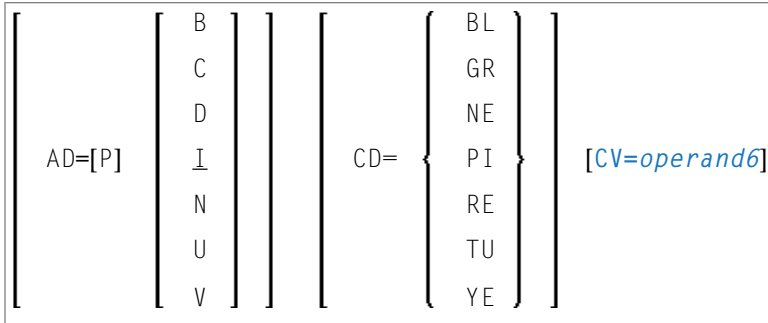 B BL
C GR
D NE
AD=[P] I CD= PI [CV=operand6]
N RE
U TU
V YE